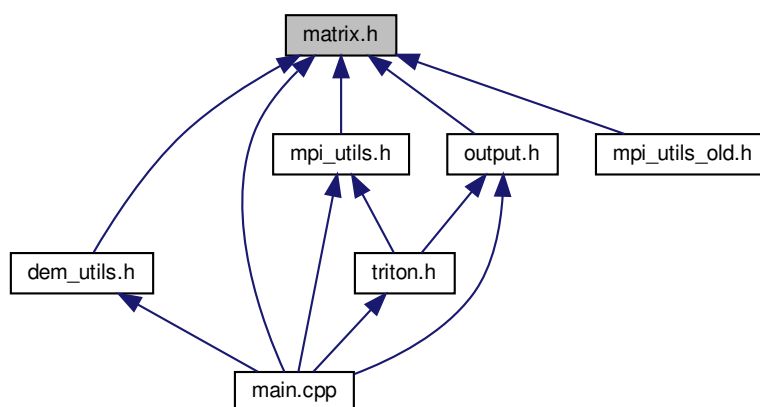 matrix.h
mpi_utils.h
output.h
mpi_utils_old.h
dem_utils.h
triton.h
main.cpp